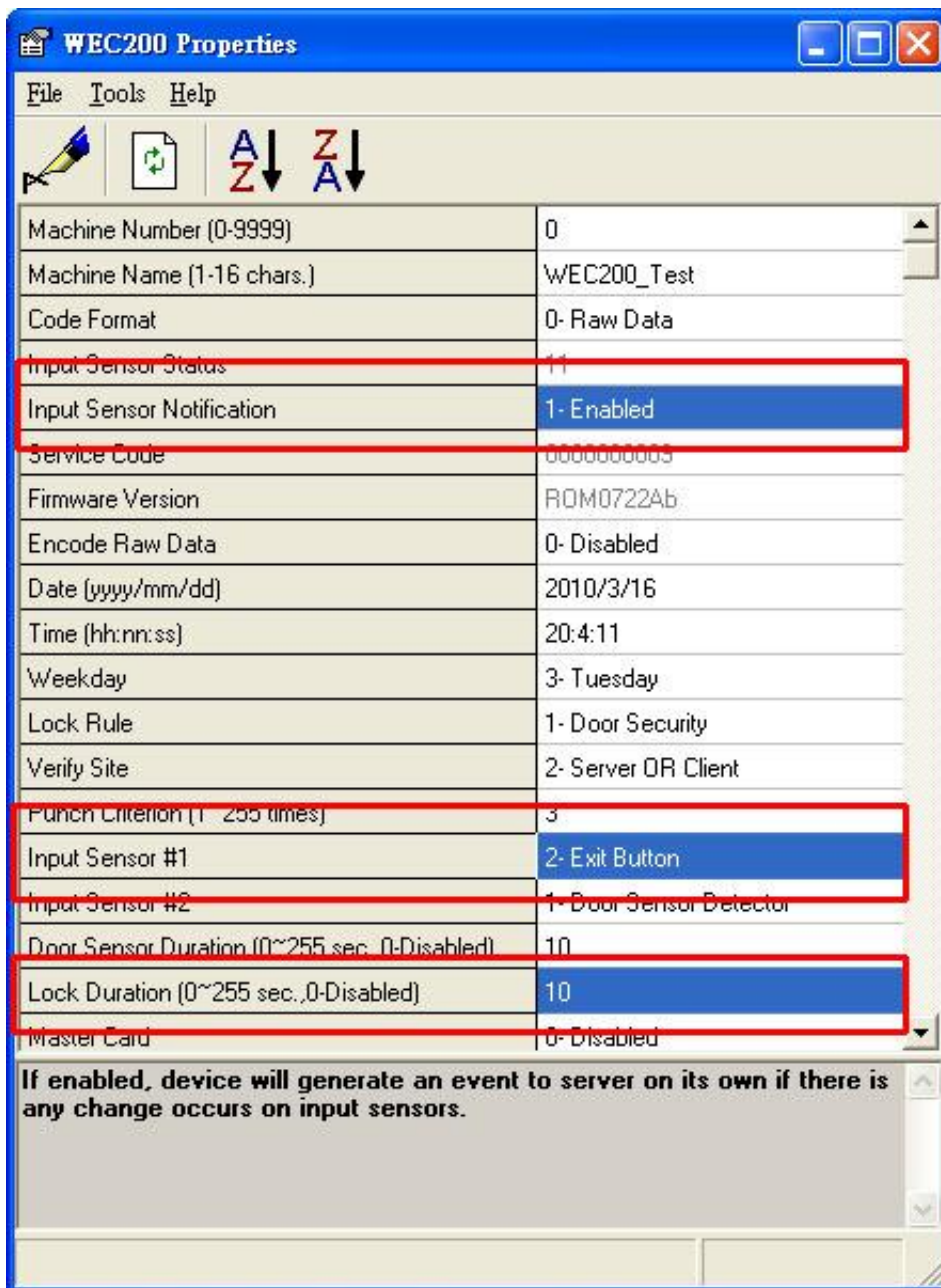 WEC200 Properties
File Tools Help
A
Z
Z
A
Machine Number (0-9999) 0
Machine Name (1-16 chars.) WEC200_Test
Code Format 0- Raw Data
Input Sensor Status 11
Input Sensor Notification 1- Enabled
Service Code 0000000003
Firmware Version ROM0722Ab
Encode Raw Data 0- Disabled
Date (yyyy/mm/dd) 2010/3/16
Time (hh:nn:ss) 20:4:11
Weekday 3- Tuesday
Lock Rule 1- Door Security
Verify Site 2- Server OR Client
Punch Criterion (1~255 times) 3
Input Sensor #1 2- Exit Button
Input Sensor #2 1- Door Sensor Detector
Door Sensor Duration (0~255 sec.,0-Disabled) 10
Lock Duration (0~255 sec.,0-Disabled) 10
Master Card 0- Disabled
If enabled, device will generate an event to server on its own if there is
any change occurs on input sensors.